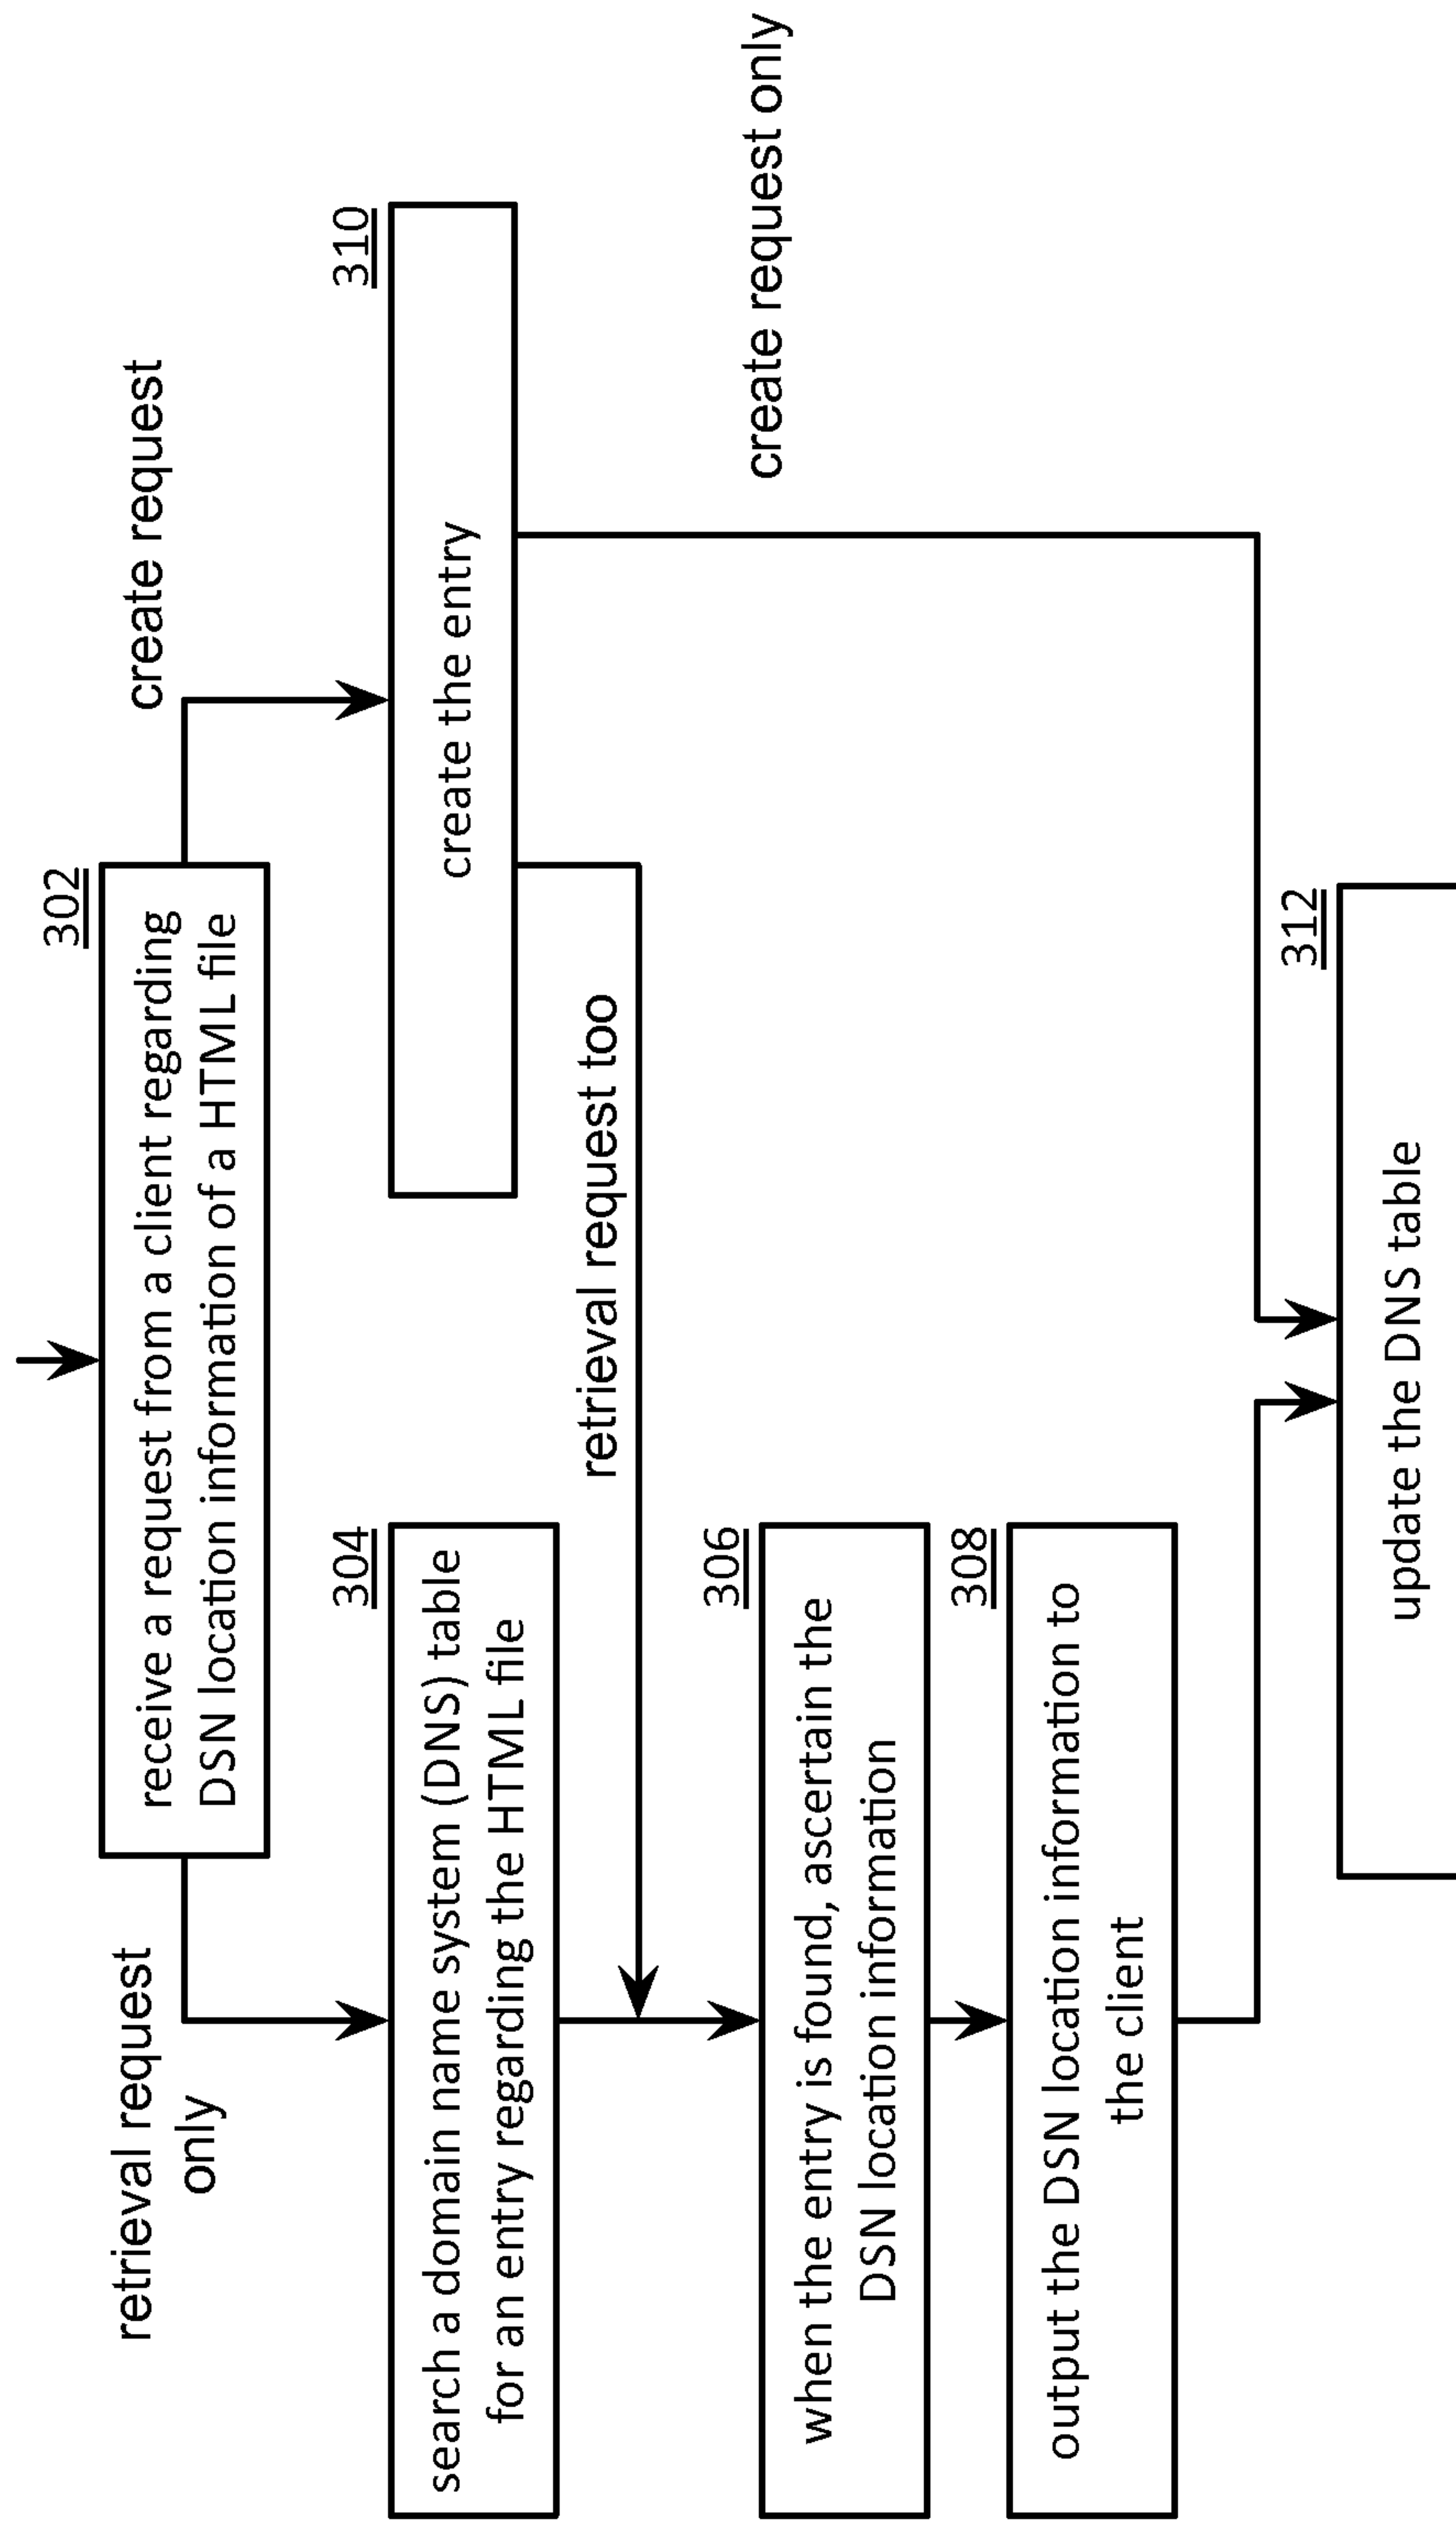 302
receive a request from a client regarding
DSN location information of a HTML file
retrieval request
only
create request
304
search a domain name system (DNS) table
for an entry regarding the HTML file
310
create the entry
retrieval request too
create request only
306
when the entry is found, ascertain the
DSN location information
308
output the DSN location information to
the client
312
update the DNS table